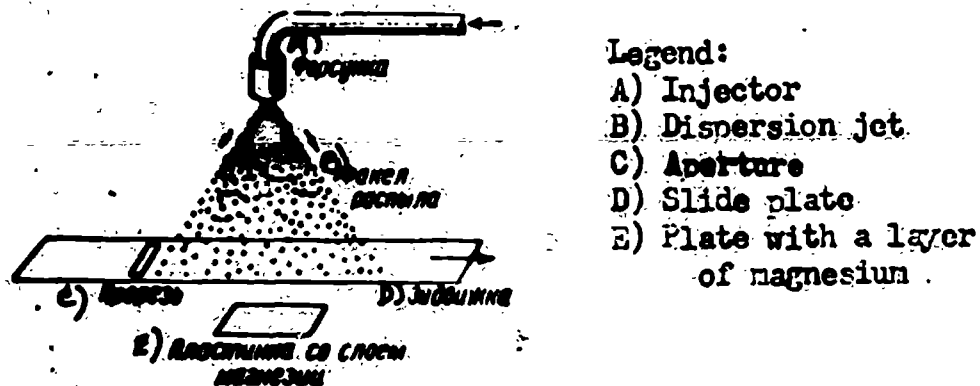 A) Форсунка
B) Факел
распыла
C) Прорезь
D) Задвижка
E) Пластинка со слоем
магнезии
Legend:
A) Injector
B) Dispersion jet
C) Aperture
D) Slide plate
E) Plate with a layer
of magnesium.